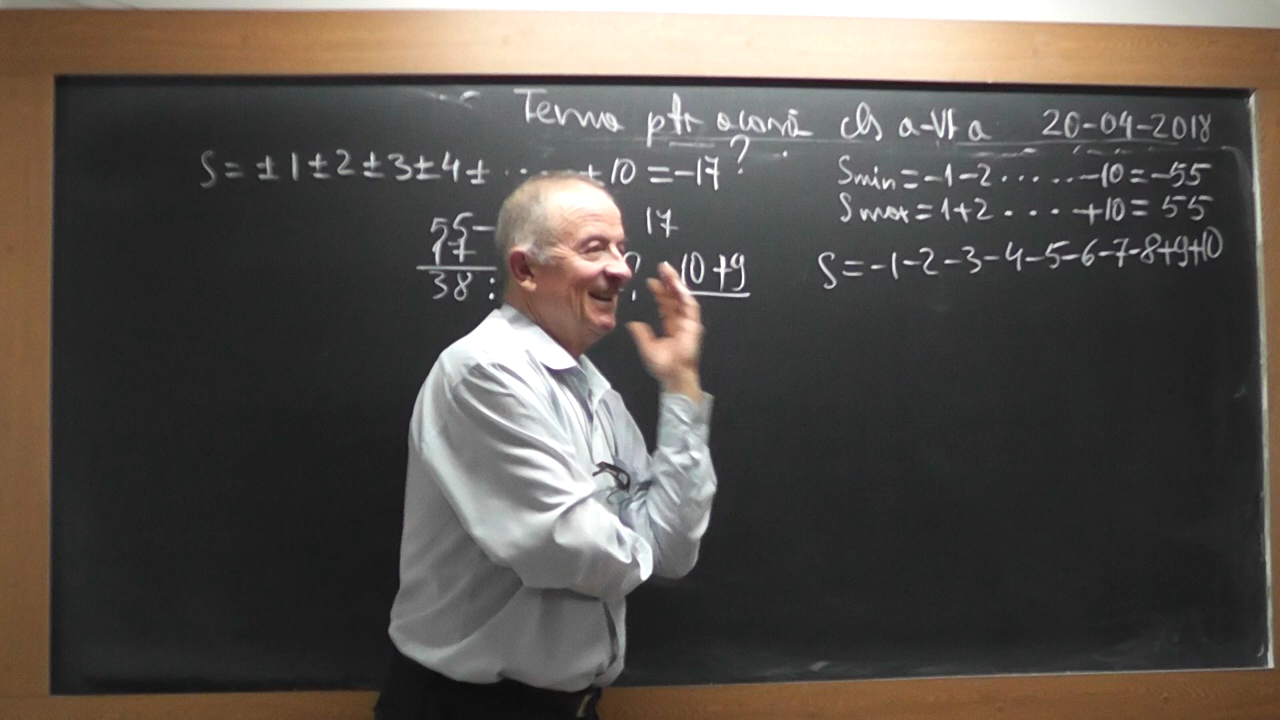 Tema ptr acasă cls a-VI a 20-04-2018
S = ± 1 ± 2 ± 3 ± 4 ± ... ±10 = -17 ?
55-
17
38 :
17
? -10+9
Smin = -1-2 ...... -10 = -55
Smax = 1+2 .... +10 = 55
S = -1-2-3-4-5-6-7-8+9+10